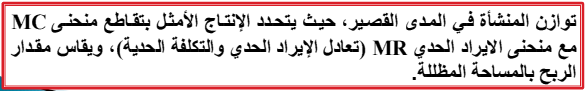 توازن المنشأة في المدى القصير، حيث يتحدد الإنتاج الأمثل بتقاطع منحنى MC
مع منحنى الايراد الحدي MR (تعادل الإيراد الحدي والتكلفة الحدية)، ويقاس مقدار
الربح بالمساحة المظللة.